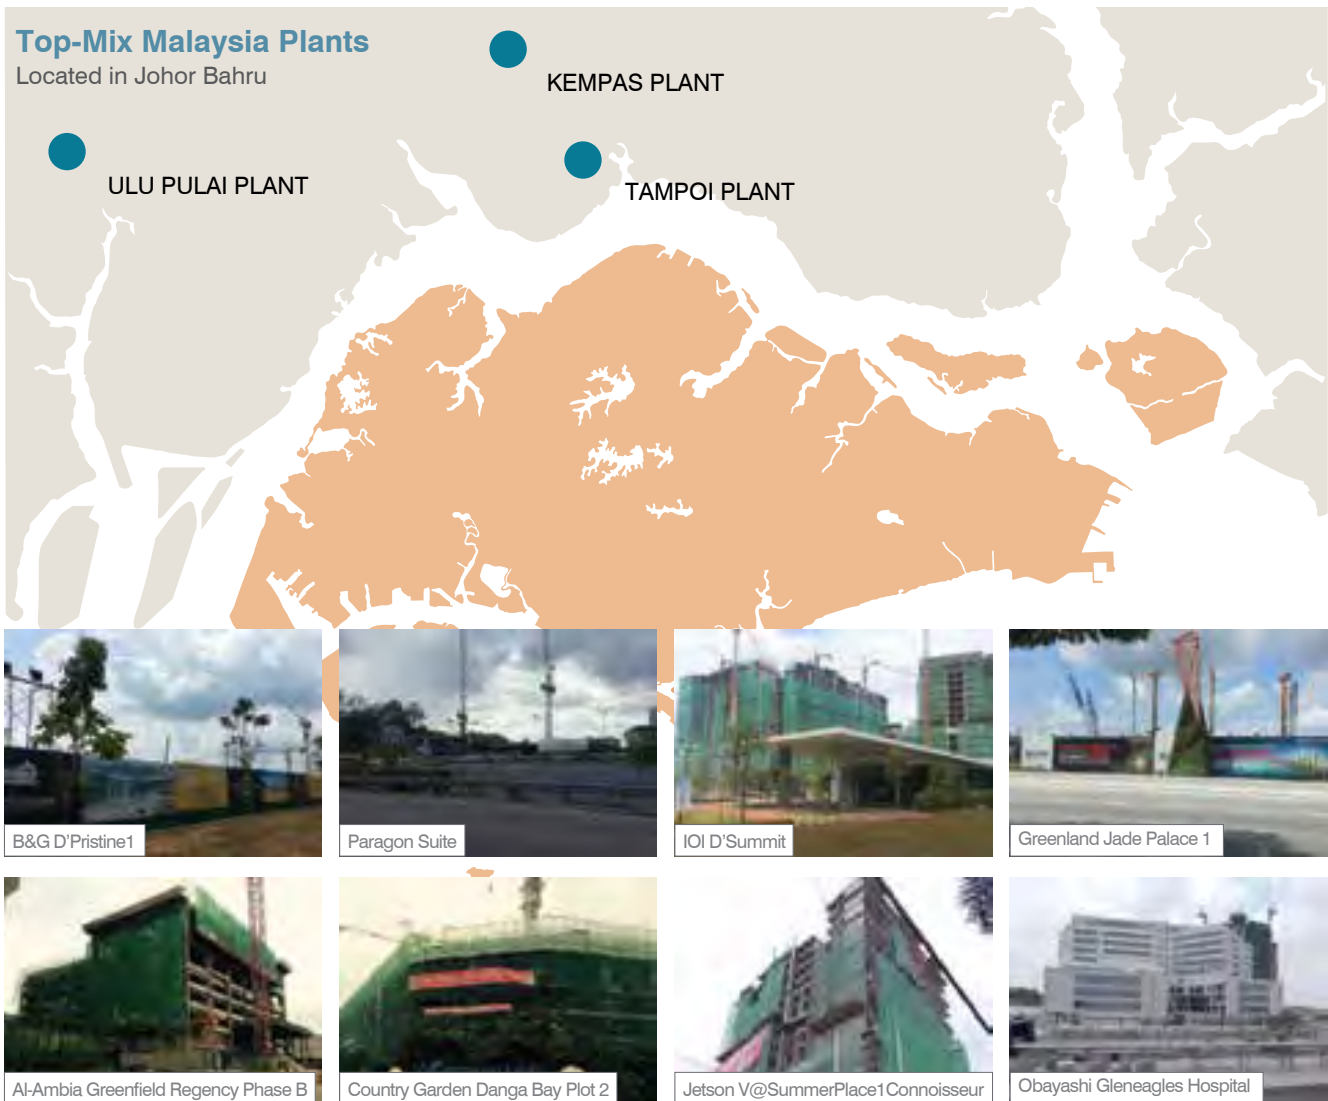 Top-Mix Malaysia Plants
Located in Johor Bahru
KEMPAS PLANT
ULU PULAI PLANT
TAMPOI PLANT
B&G D'Pristine1
Paragon Suite
IOI D'Summit
Greenland Jade Palace 1
Al-Ambia Greenfield Regency Phase B
Country Garden Danga Bay Plot 2
Jetson V@SummerPlace1Connoisseur
Obayashi Gleneagles Hospital